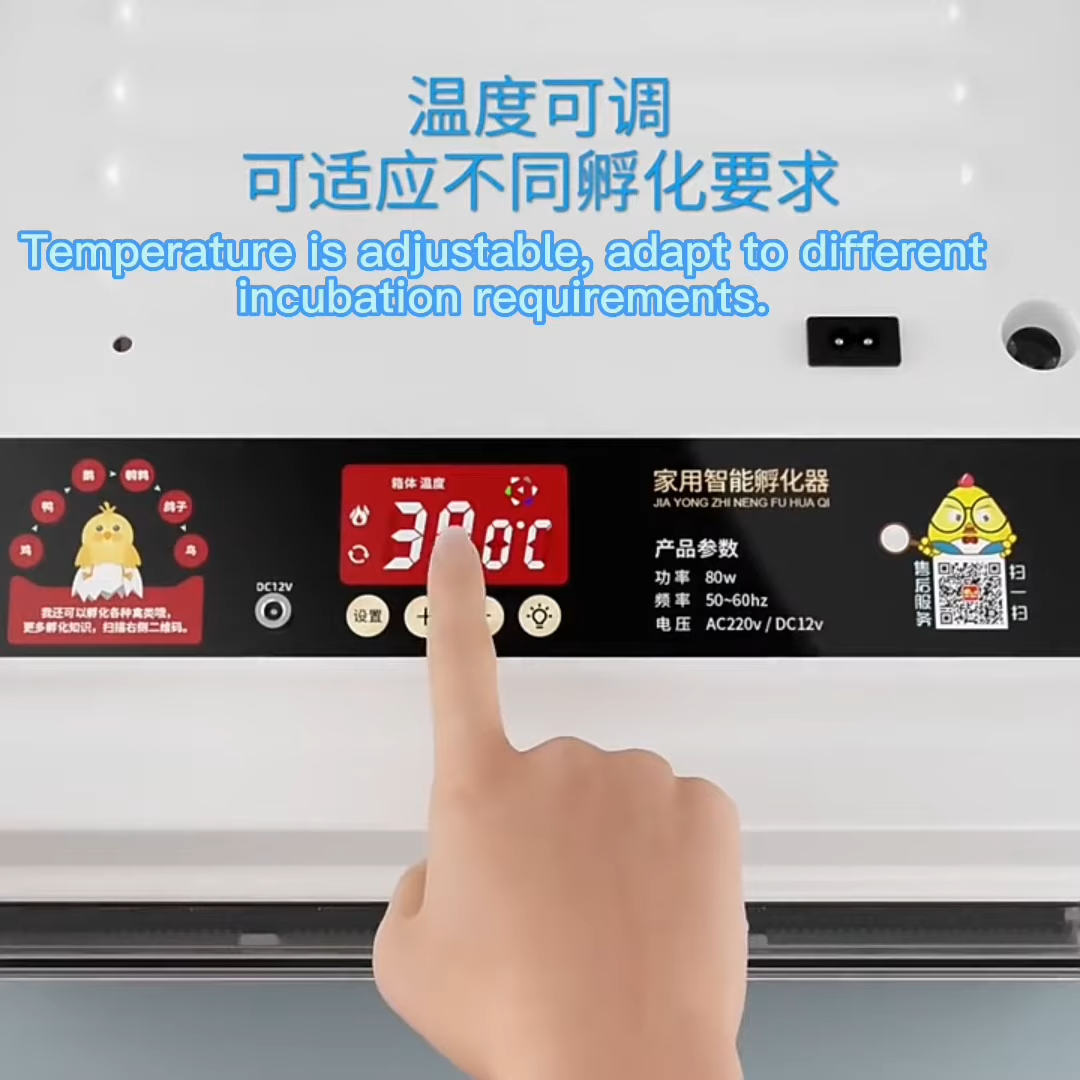 温度可调
可适应不同孵化要求
Temperature is adjustable, adapt to different
incubation requirements.
鸡
鸭
鹅
鹌鹑
鸽子
鸟
我还可以孵化各种禽类哦，
更多孵化知识，扫描右侧二维码。
DC12V
箱体 温度
℃
设置
+
家用智能孵化器
JIA YONG ZHI NENG FU HUA QI
产品参数
功 率 80w
频 率 50~60hz
电 压 AC220v / DC12v
售后服务
扫一扫